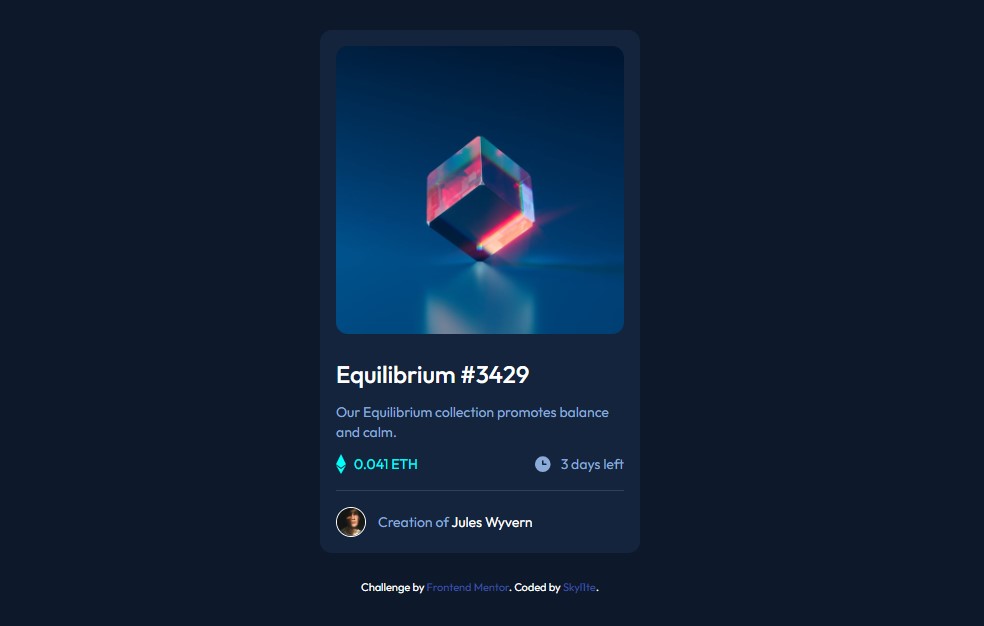 Equilibrium #3429
Our Equilibrium collection promotes balance
and calm.
0.041 ETH
3 days left
Creation of Jules Wyvern
Challenge by Frontend Mentor. Coded by Skyl1te.